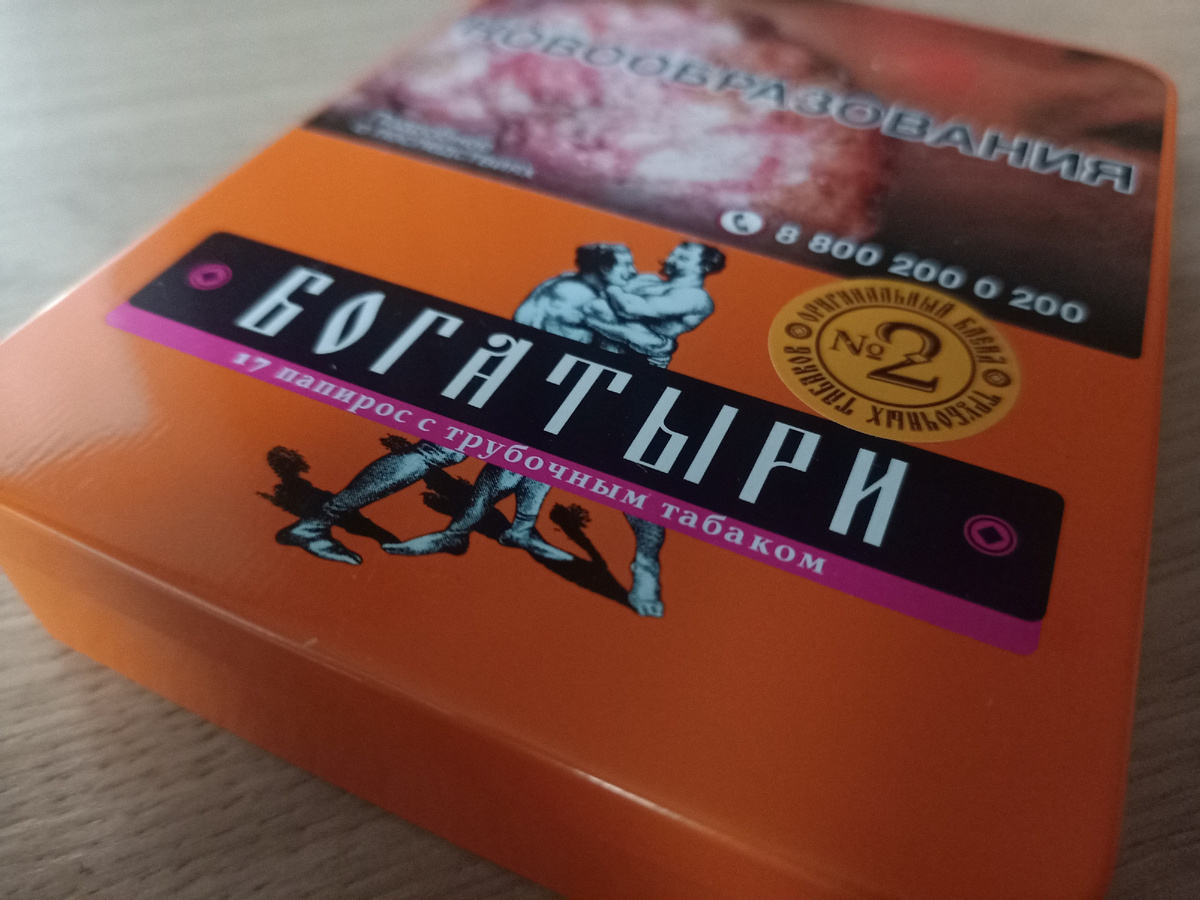 НОВООБРАЗОВАНИЯ
8 800 200 0 200
ОРИГИНАЛЬНЫЙ БЛЕНД ТРУБОЧНЫХ ТАБАКОВ
№2
БОГАТЫРИ
17 папирос с трубочным табаком